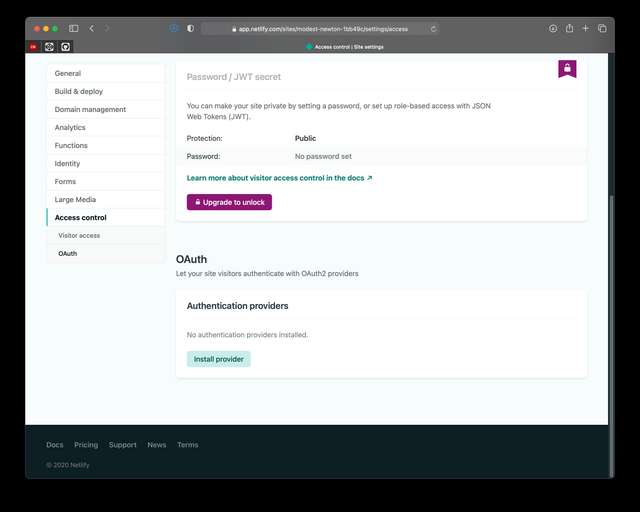 app.netlify.com/sites/modest-newton-1bb49c/settings/access
Access control | Site settings
General
Build & deploy
Domain management
Analytics
Functions
Identity
Forms
Large Media
Access control
Visitor access
OAuth
Password / JWT secret
You can make your site private by setting a password, or set up role-based access with JSON
Web Tokens (JWT).
Protection: Public
Password: No password set
Learn more about visitor access control in the docs ↗
Upgrade to unlock
OAuth
Let your site visitors authenticate with OAuth2 providers
Authentication providers
No authentication providers installed.
Install provider
Docs Pricing Support News Terms
© 2020 Netlify